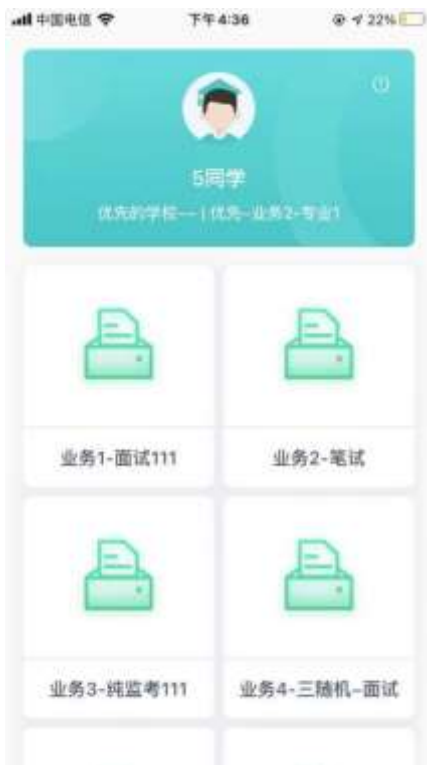 中国电信 下午4:36 22%
5同学
优先的学校--|优先-业务2-专业1
业务1-面试111 业务2-笔试
业务3-纯监考111 业务4-三随机-面试